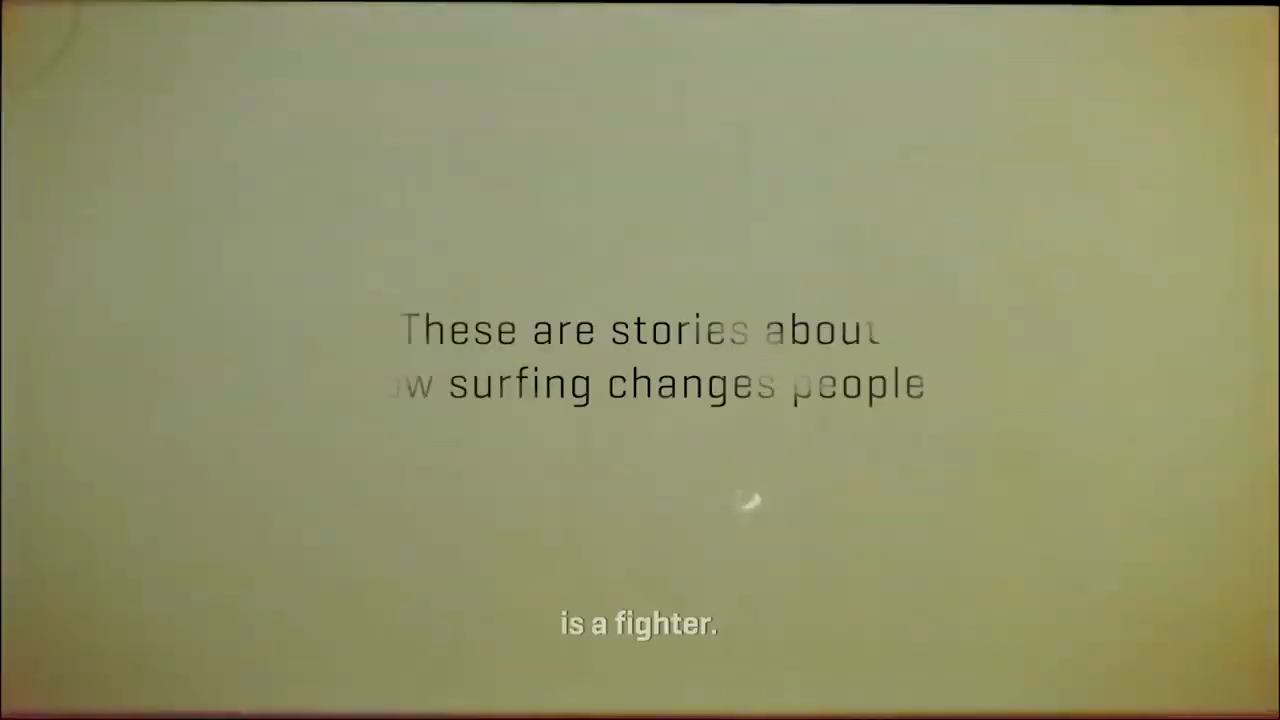 These are stories about
surfing changes people
is a fighter.